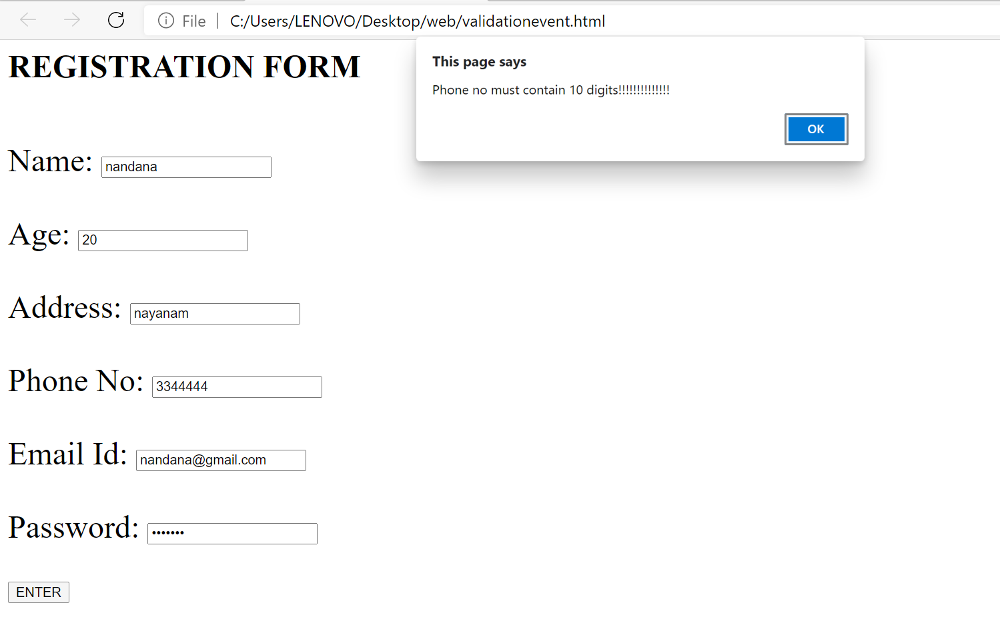 File | C:/Users/LENOVO/Desktop/web/validationevent.html
This page says
Phone no must contain 10 digits!!!!!!!!!!!!!!
OK
REGISTRATION FORM
Name: nandana
Age: 20
Address: nayanam
Phone No: 3344444
Email Id: nandana@gmail.com
Password: •••••••
ENTER